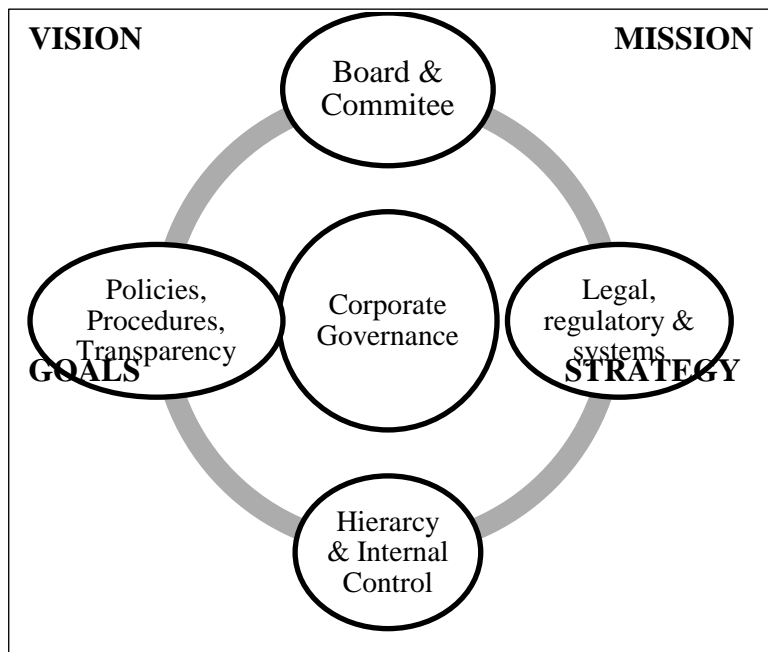 VISION
MISSION
Board &
Commitee
Policies,
Procedures,
Transparency
Corporate
Governance
Legal,
regulatory &
systems
GOALS
STRATEGY
Hierarcy
& Internal
Control